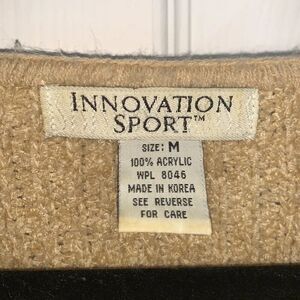 INNOVATION
SPORT™
SIZE: M
100% ACRYLIC
WPL 8046
MADE IN KOREA
SEE REVERSE
FOR CARE